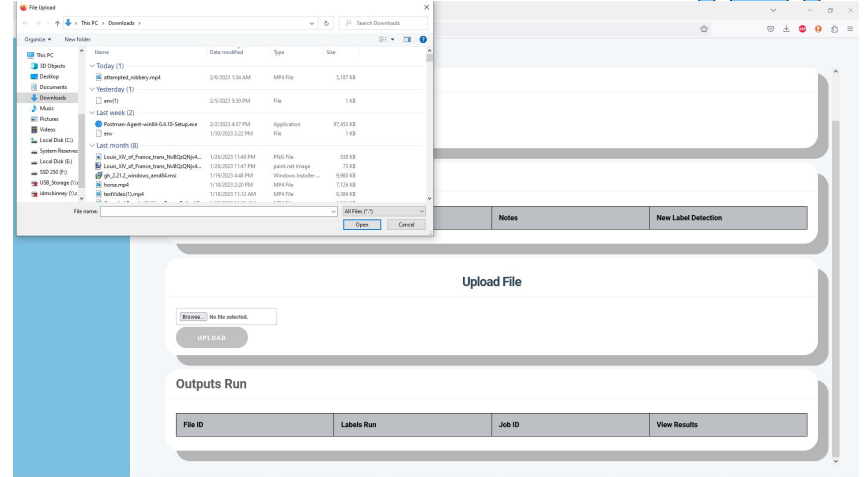 File Upload
This PC > Downloads >
Search Downloads
Organize
New folder
This PC
3D Objects
Desktop
Documents
Downloads
Music
Pictures
Videos
Local Disk (C:)
System Reserved
Local Disk (E:)
SSD 250 (F:)
USB_Storage (\\
idmckinney (\\
Name Date modified Type Size
Today (1)
attempted_robbery.mp4 2/6/2023 1:34 AM MP4 File 5,187 KB
Yesterday (1)
env(1) 2/5/2023 5:30 PM File 1 KB
Last week (2)
Postman-Agent-win64-0.4.10-Setup.exe 2/2/2023 4:37 PM Application 97,452 KB
env 1/30/2023 2:22 PM File 1 KB
Last month (8)
Louis_XIV_of_France_trans_NvBQzQNjv4... 1/26/2023 11:48 PM PNG File 539 KB
Louis_XIV_of_France_trans_NvBQzQNjv4... 1/26/2023 11:47 PM paint.net Image 73 KB
gh_2.21.2_windows_amd64.msi 1/19/2023 4:48 PM Windows Installer ... 9,960 KB
horse.mp4 1/18/2023 2:20 PM MP4 File 7,126 KB
testVideo(1).mp4 1/18/2023 11:12 AM MP4 File 9,384 KB
File name:
All Files (*.*)
Open Cancel
Notes New Label Detection
Upload File
Browse... No file selected.
UPLOAD
Outputs Run
File ID Labels Run Job ID View Results